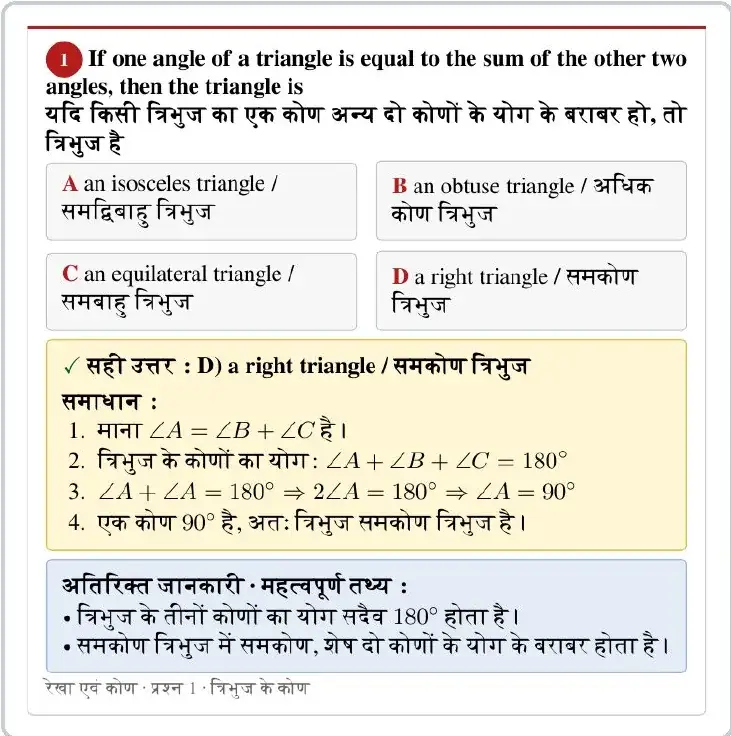 1 If one angle of a triangle is equal to the sum of the other two
angles, then the triangle is
यदि किसी त्रिभुज का एक कोण अन्य दो कोणों के योग के बराबर हो, तो
त्रिभुज है
A an isosceles triangle /
समद्विबाहु त्रिभुज
B an obtuse triangle / अधिक
कोण त्रिभुज
C an equilateral triangle /
समबाहु त्रिभुज
D a right triangle / समकोण
त्रिभुज
✓ सही उत्तर : D) a right triangle / समकोण त्रिभुज
समाधान :
1. माना ∠A = ∠B + ∠C है।
2. त्रिभुज के कोणों का योग: ∠A + ∠B + ∠C = 180°
3. ∠A + ∠A = 180° ⇒ 2∠A = 180° ⇒ ∠A = 90°
4. एक कोण 90° है, अतः त्रिभुज समकोण त्रिभुज है।
अतिरिक्त जानकारी · महत्वपूर्ण तथ्य :
• त्रिभुज के तीनों कोणों का योग सदैव 180° होता है।
• समकोण त्रिभुज में समकोण, शेष दो कोणों के योग के बराबर होता है।
रेखा एवं कोण · प्रश्न 1 · त्रिभुज के कोण